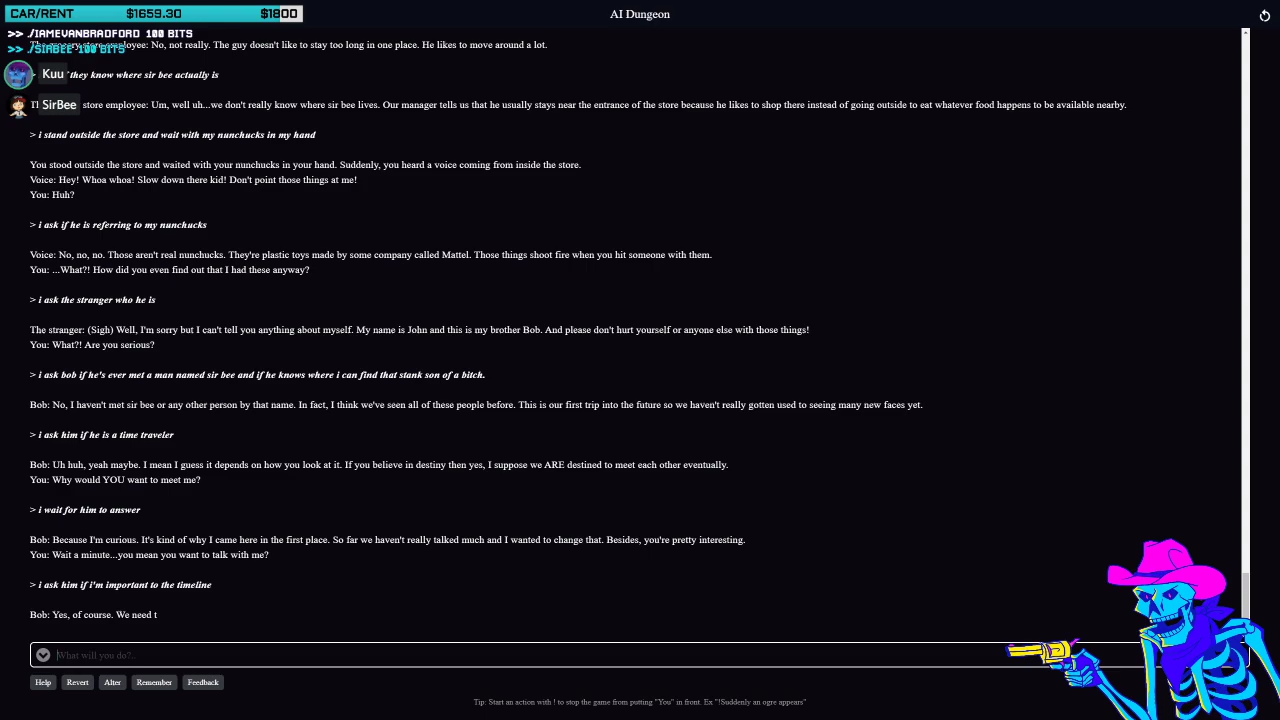 CAR/RENT $1659.30 $1800
AI Dungeon
>> ./IAMEVANBRADFORD 100 BITS
>> ./SIRBEE 100 BITS
store employee: No, not really. The guy doesn't like to stay too long in one place. He likes to move around a lot.
Kuu
they know where sir bee actually is
SirBee
store employee: Um, well uh...we don't really know where sir bee lives. Our manager tells us that he usually stays near the entrance of the store because he likes to shop there instead of going outside to eat whatever food happens to be available nearby.
> i stand outside the store and wait with my nunchucks in my hand
You stood outside the store and waited with your nunchucks in your hand. Suddenly, you heard a voice coming from inside the store.
Voice: Hey! Whoa whoa! Slow down there kid! Don't point those things at me!
You: Huh?
> i ask if he is referring to my nunchucks
Voice: No, no, no. Those aren't real nunchucks. They're plastic toys made by some company called Mattel. Those things shoot fire when you hit someone with them.
You: ...What?! How did you even find out that I had these anyway?
> i ask the stranger who he is
The stranger: (Sigh) Well, I'm sorry but I can't tell you anything about myself. My name is John and this is my brother Bob. And please don't hurt yourself or anyone else with those things!
You: What?! Are you serious?
> i ask bob if he's ever met a man named sir bee and if he knows where i can find that stank son of a bitch.
Bob: No, I haven't met sir bee or any other person by that name. In fact, I think we've seen all of these people before. This is our first trip into the future so we haven't really gotten used to seeing many new faces yet.
> i ask him if he is a time traveler
Bob: Uh huh, yeah maybe. I mean I guess it depends on how you look at it. If you believe in destiny then yes, I suppose we ARE destined to meet each other eventually.
You: Why would YOU want to meet me?
> i wait for him to answer
Bob: Because I'm curious. It's kind of why I came here in the first place. So far we haven't really talked much and I wanted to change that. Besides, you're pretty interesting.
You: Wait a minute...you mean you want to talk with me?
> i ask him if i'm important to the timeline
Bob: Yes, of course. We need t
What will you do?..
Help Revert Alter Remember Feedback
Tip: Start an action with ! to stop the game from putting "You" in front. Ex "!Suddenly an ogre appears"